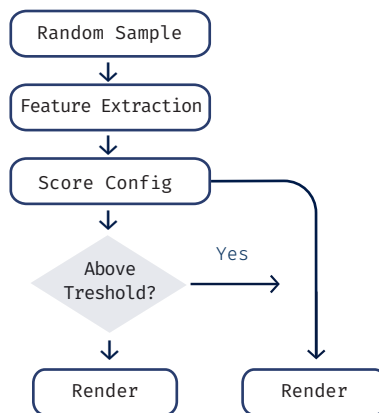 Random Sample
Feature Extraction
Score Config
Above
Treshold?
Yes
Render
Render